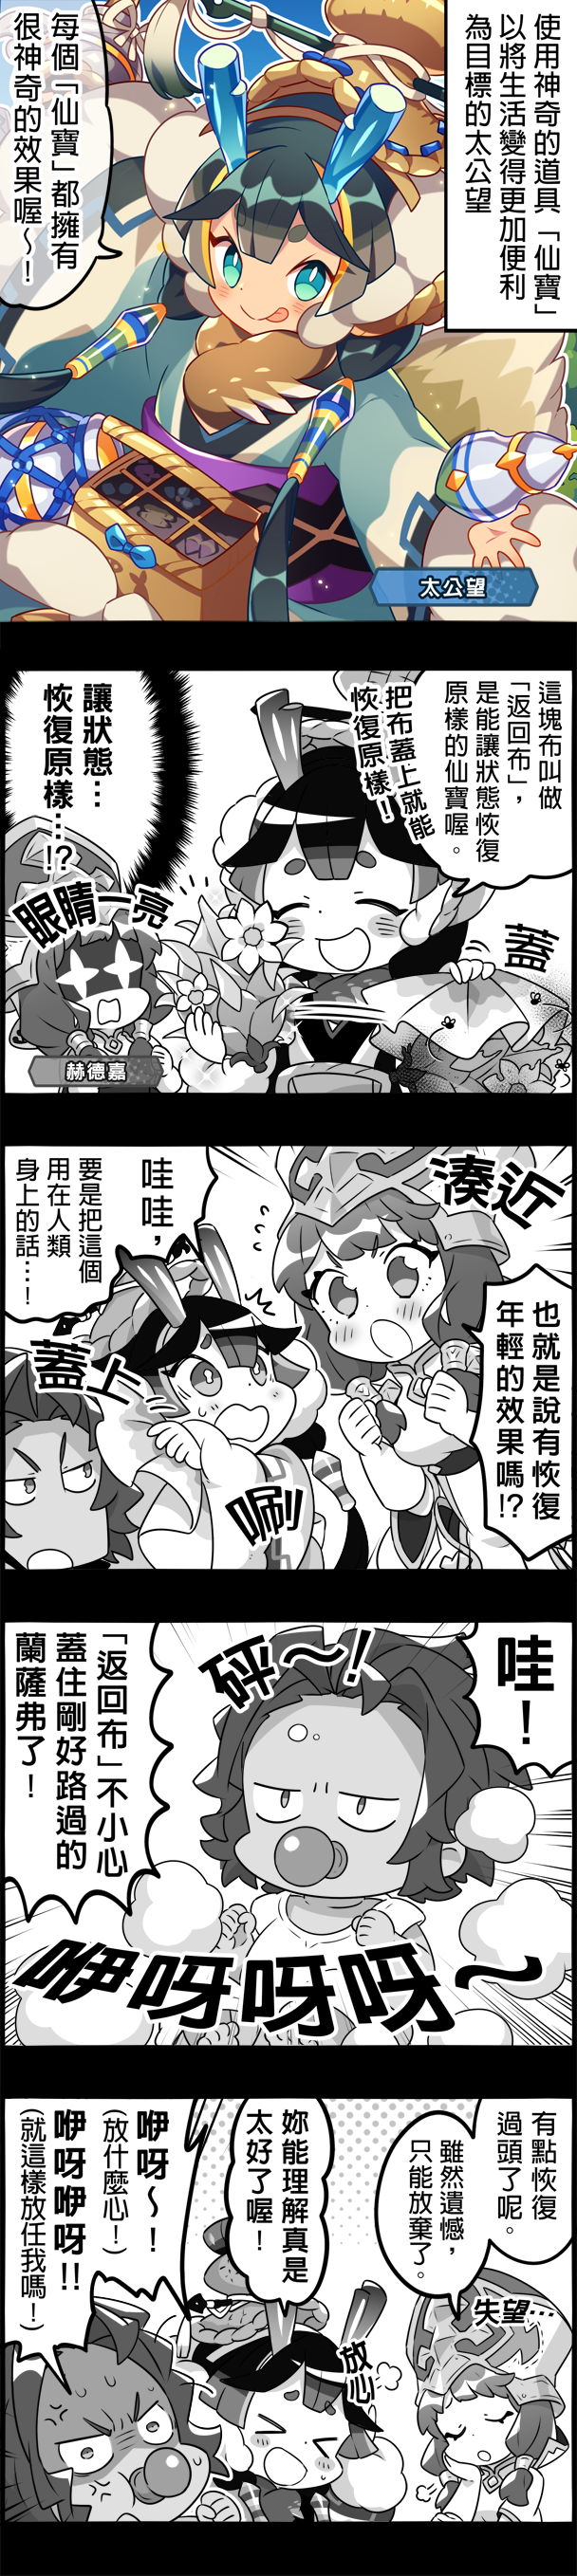 使用神奇的道具「仙寶」
以將生活變得更加便利
為目標的太公望
每個「仙寶」都擁有
很神奇的效果喔～！
太公望
這塊布叫做
「返回布」，
是能讓狀態恢復
原樣的仙寶喔。
把布蓋上就能
恢復原樣！
蓋
讓狀態…
恢復原樣…!?
眼睛一亮
赫德嘉
湊近
也就是說有恢復
年輕的效果嗎!?
哇哇，
要是把這個
用在人類
身上的話…！
蓋上
唰
哇！
砰～！
「返回布」不小心
蓋住剛好路過的
蘭薩弗了！
咿呀呀呀～
有點恢復
過頭了呢。
雖然遺憾，
只能放棄了。
失望…
妳能理解真是
太好了喔！
放心
咿呀～！
(放什麼心！)
咿呀咿呀!!
(就這樣放任我嗎！)